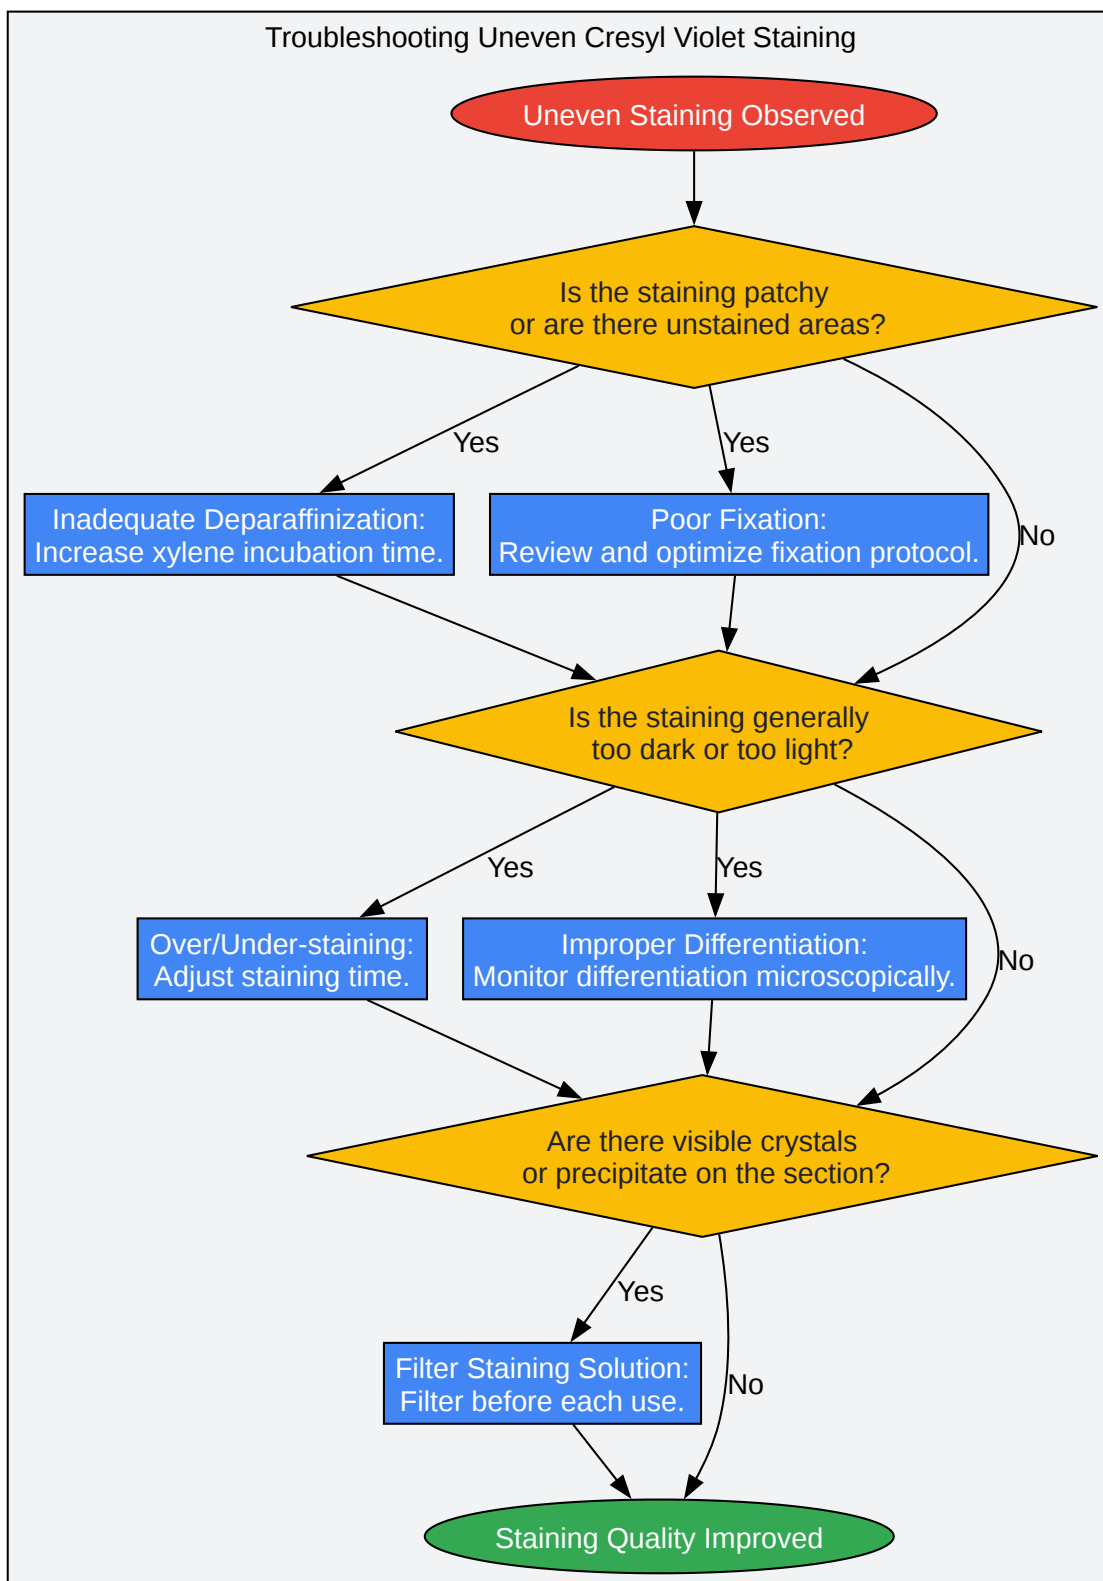 Troubleshooting Uneven Cresyl Violet Staining
Uneven Staining Observed
Is the staining patchy
or are there unstained areas?
Yes
Yes
No
Inadequate Deparaffinization:
Increase xylene incubation time.
Poor Fixation:
Review and optimize fixation protocol.
Is the staining generally
too dark or too light?
Yes
Yes
No
Over/Under-staining:
Adjust staining time.
Improper Differentiation:
Monitor differentiation microscopically.
Are there visible crystals
or precipitate on the section?
Yes
No
Filter Staining Solution:
Filter before each use.
Staining Quality Improved